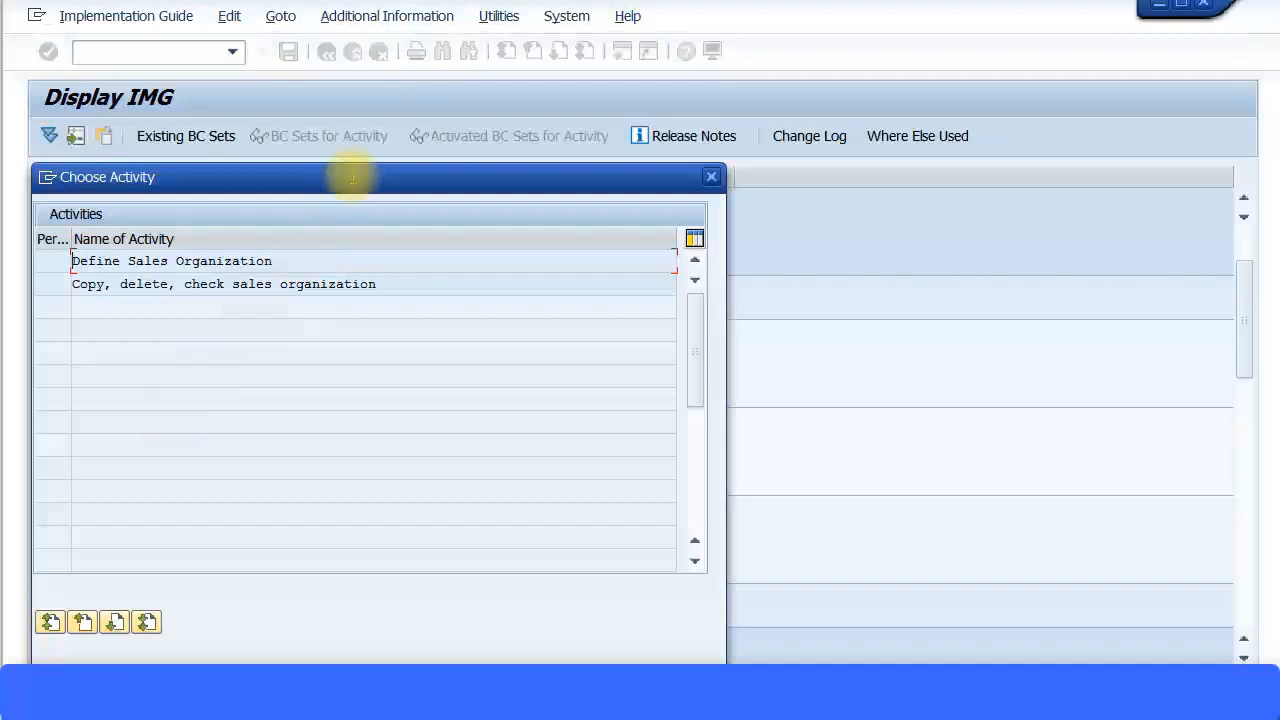 Implementation Guide Edit Goto Additional Information Utilities System Help
Display IMG
Existing BC Sets BC Sets for Activity Activated BC Sets for Activity Release Notes Change Log Where Else Used
Choose Activity
Activities
Per... Name of Activity
Define Sales Organization
Copy, delete, check sales organization